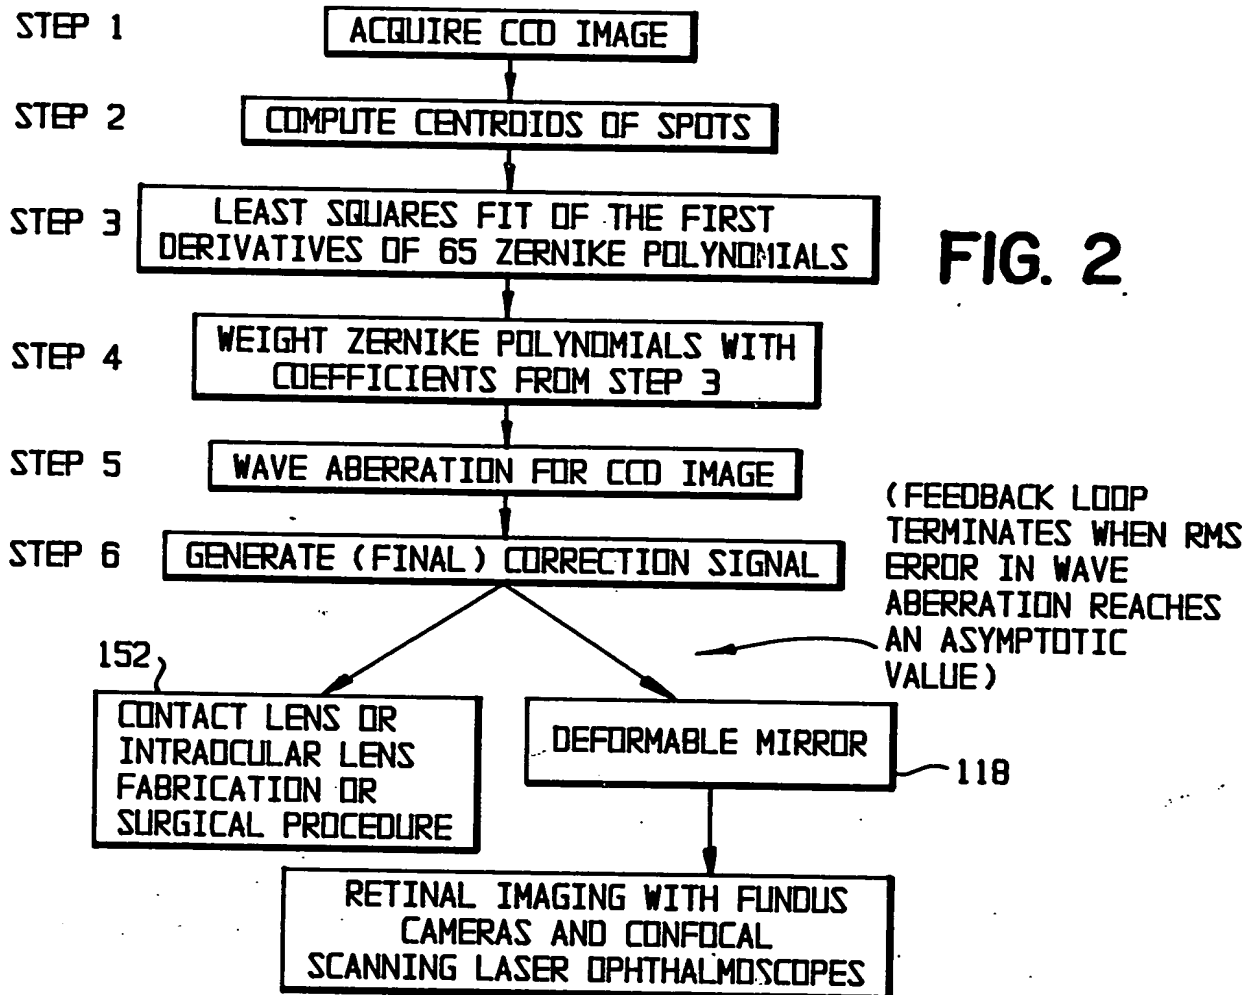 STEP 1
ACQUIRE CCD IMAGE
STEP 2
COMPUTE CENTROIDS OF SPOTS
STEP 3
LEAST SQUARES FIT OF THE FIRST
DERIVATIVES OF 65 ZERNIKE POLYNOMIALS
FIG. 2
STEP 4
WEIGHT ZERNIKE POLYNOMIALS WITH
COEFFICIENTS FROM STEP 3
STEP 5
WAVE ABERRATION FOR CCD IMAGE
STEP 6
GENERATE (FINAL) CORRECTION SIGNAL
(FEEDBACK LOOP
TERMINATES WHEN RMS
ERROR IN WAVE
ABERRATION REACHES
AN ASYMPTOTIC
VALUE)
152
CONTACT LENS OR
INTRAOCULAR LENS
FABRICATION OR
SURGICAL PROCEDURE
DEFORMABLE MIRROR
118
RETINAL IMAGING WITH FUNDUS
CAMERAS AND CONFOCAL
SCANNING LASER OPHTHALMOSCOPES